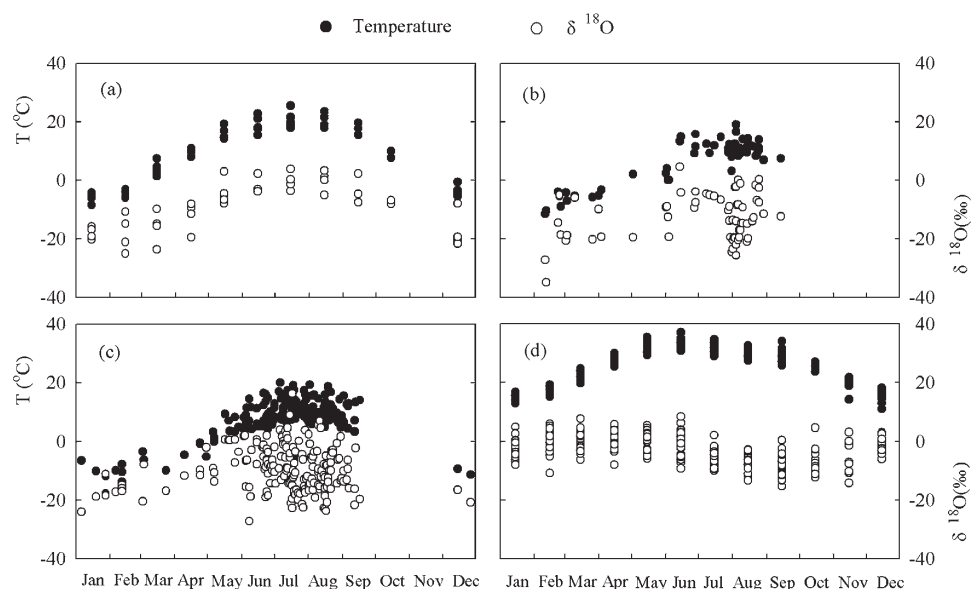 Temperature δ 18O
40 (a) (b) 40
20 20
T (oC) 0 0
-20 -20 δ 18O(‰)
-40 -40
40 (c) (d) 40
20 20
T (oC) 0 0
-20 -20 δ 18O(‰)
-40 -40
Jan Feb Mar Apr May Jun Jul Aug Sep Oct Nov Dec Jan Feb Mar Apr May Jun Jul Aug Sep Oct Nov Dec